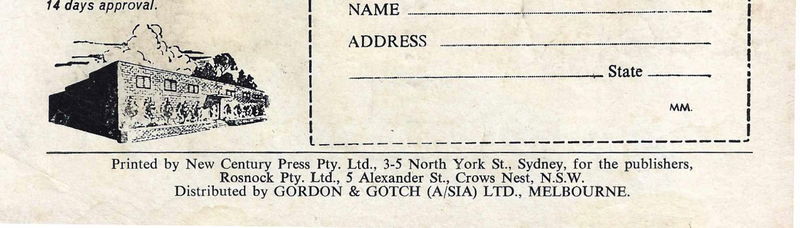 14 days approval.
NAME
ADDRESS
State
MM.
Printed by New Century Press Pty. Ltd., 3-5 North York St., Sydney, for the publishers,
Rosnock Pty. Ltd., 5 Alexander St., Crows Nest, N.S.W.
Distributed by GORDON & GOTCH (A/SIA) LTD., MELBOURNE.